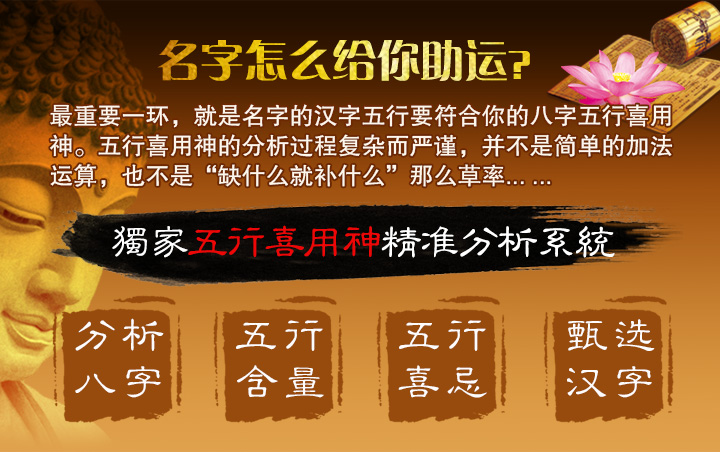 名字怎么给你助运?
最重要一环，就是名字的汉字五行要符合你的八字五行喜用
神。五行喜用神的分析过程复杂而严谨，并不是简单的加法
运算，也不是“缺什么就补什么”那么草率... ...
獨家五行喜用神精准分析系統
分析
八字
五行
含量
五行
喜忌
甄选
汉字